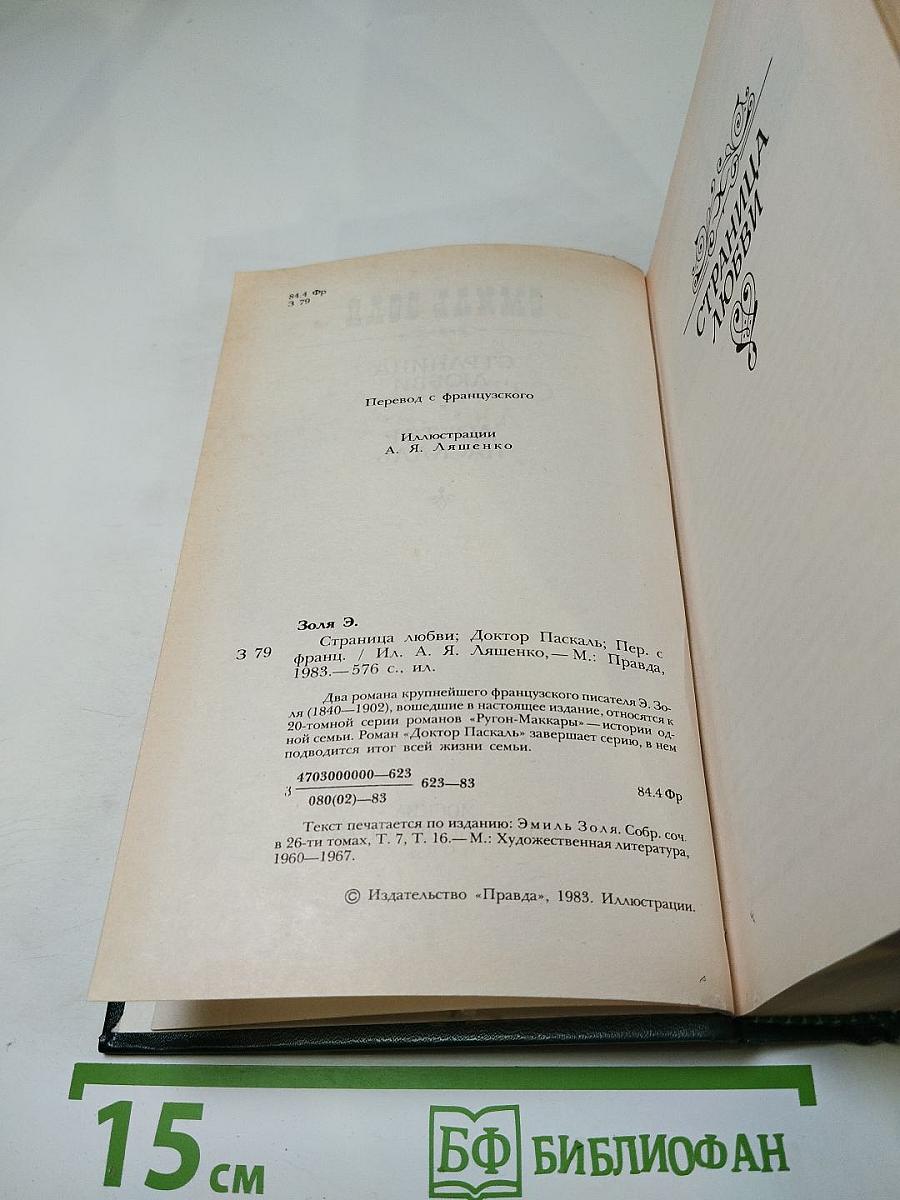 84.4 Фр
З 79
Перевод с французского
Иллюстрации
А. Я. Ляшенко
Золя Э.
З 79
Страница любви; Доктор Паскаль; Пер. с
франц. / Ил. А. Я. Ляшенко,— М.: Правда,
1983.— 576 с., ил.
Два романа крупнейшего французского писателя Э. Зо-
ля (1840—1902), вошедшие в настоящее издание, относятся к
20-томной серии романов «Ругон-Маккары» — истории од-
ной семьи. Роман «Доктор Паскаль» завершает серию, в нем
подводится итог всей жизни семьи.
З 4703000000—623 623—83
080(02)—83
84.4 Фр
Текст печатается по изданию: Эмиль Золя. Собр. соч.
в 26-ти томах, Т. 7, Т. 16.— М.: Художественная литература,
1960—1967.
© Издательство «Правда», 1983. Иллюстрации.
СТРАНИЦА
ЛЮБВИ
15 см
БФ БИБЛИОФАН